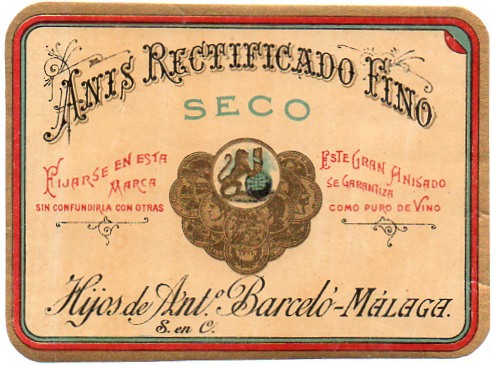 ANIS RECTIFICADO FINO
SECO
FIJARSE EN ESTA
MARCA
SIN CONFUNDIRLA CON OTRAS
ESTE GRAN ANISADO
SE GARANTIZA
COMO PURO DE VINO
Hijos de Antº. Barceló-MÁLAGA.
S. en C.